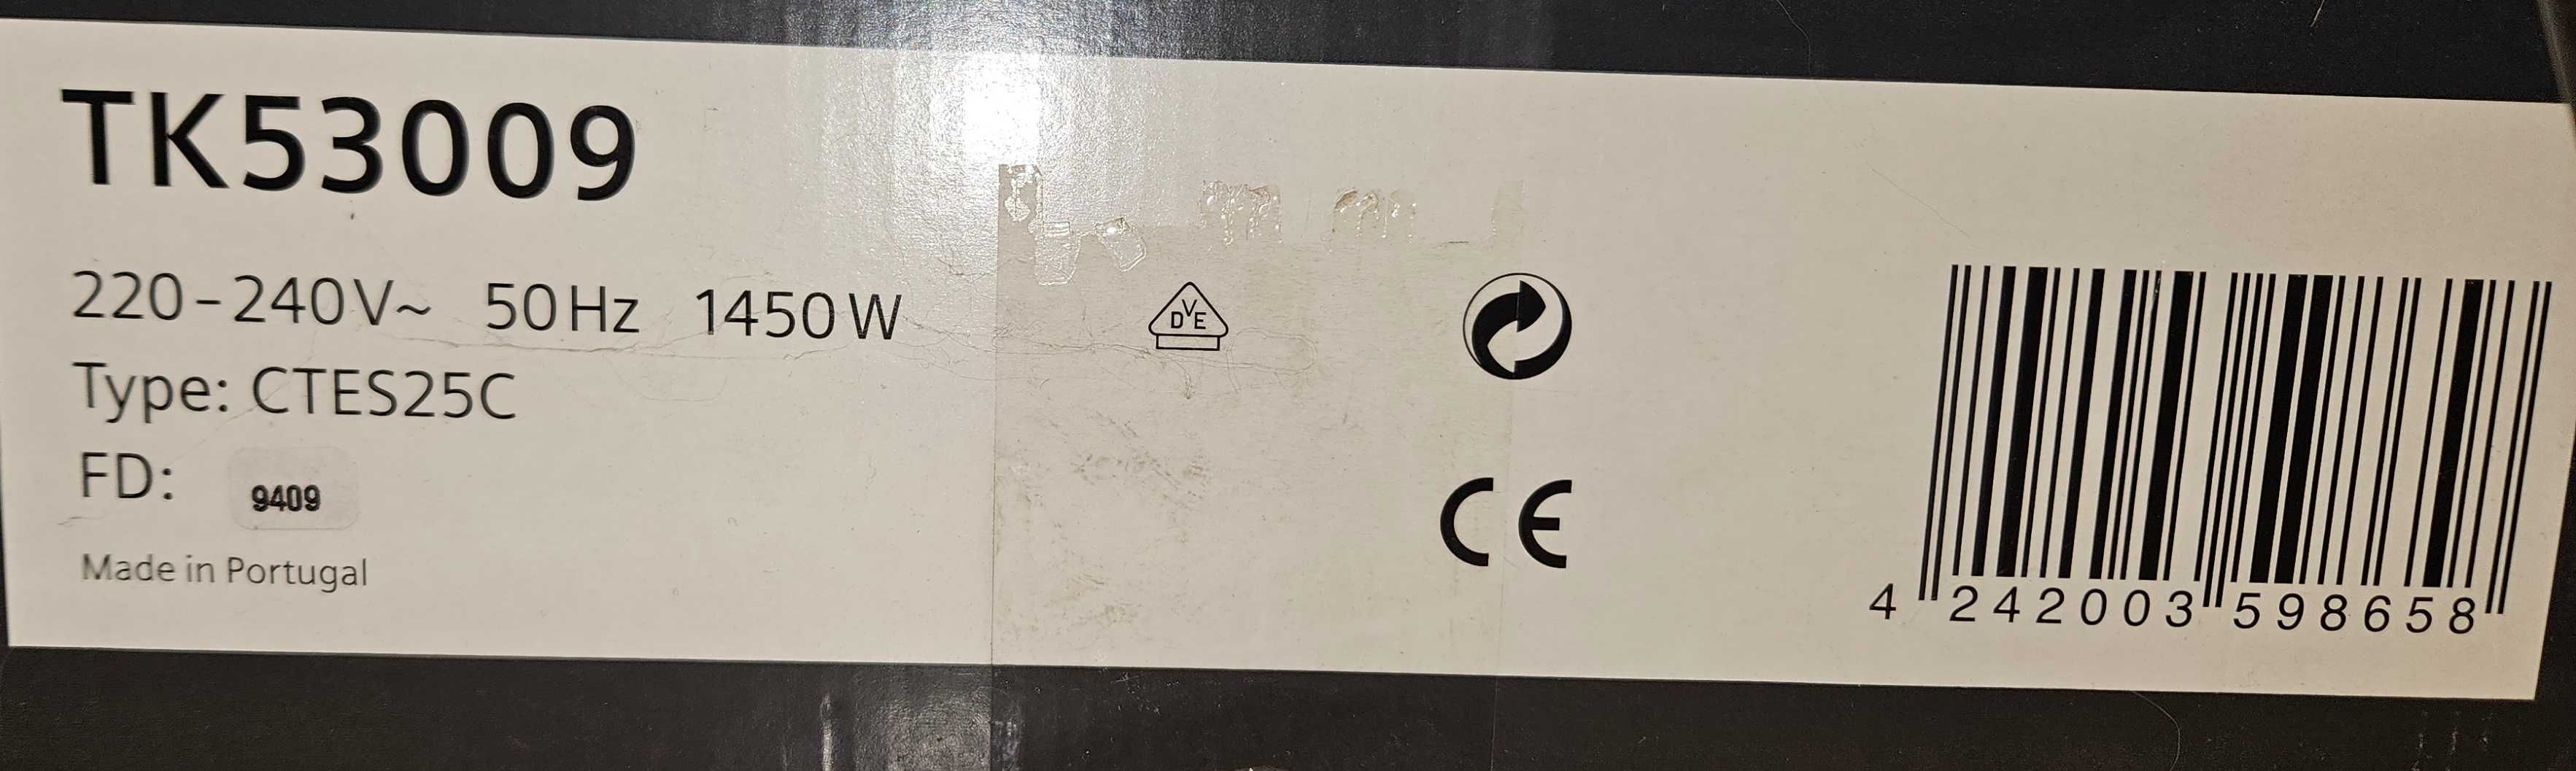 TK53009
220-240V~ 50Hz 1450W
Type: CTES25C
FD: 9409
Made in Portugal
DVE
CE
4 242003 598658